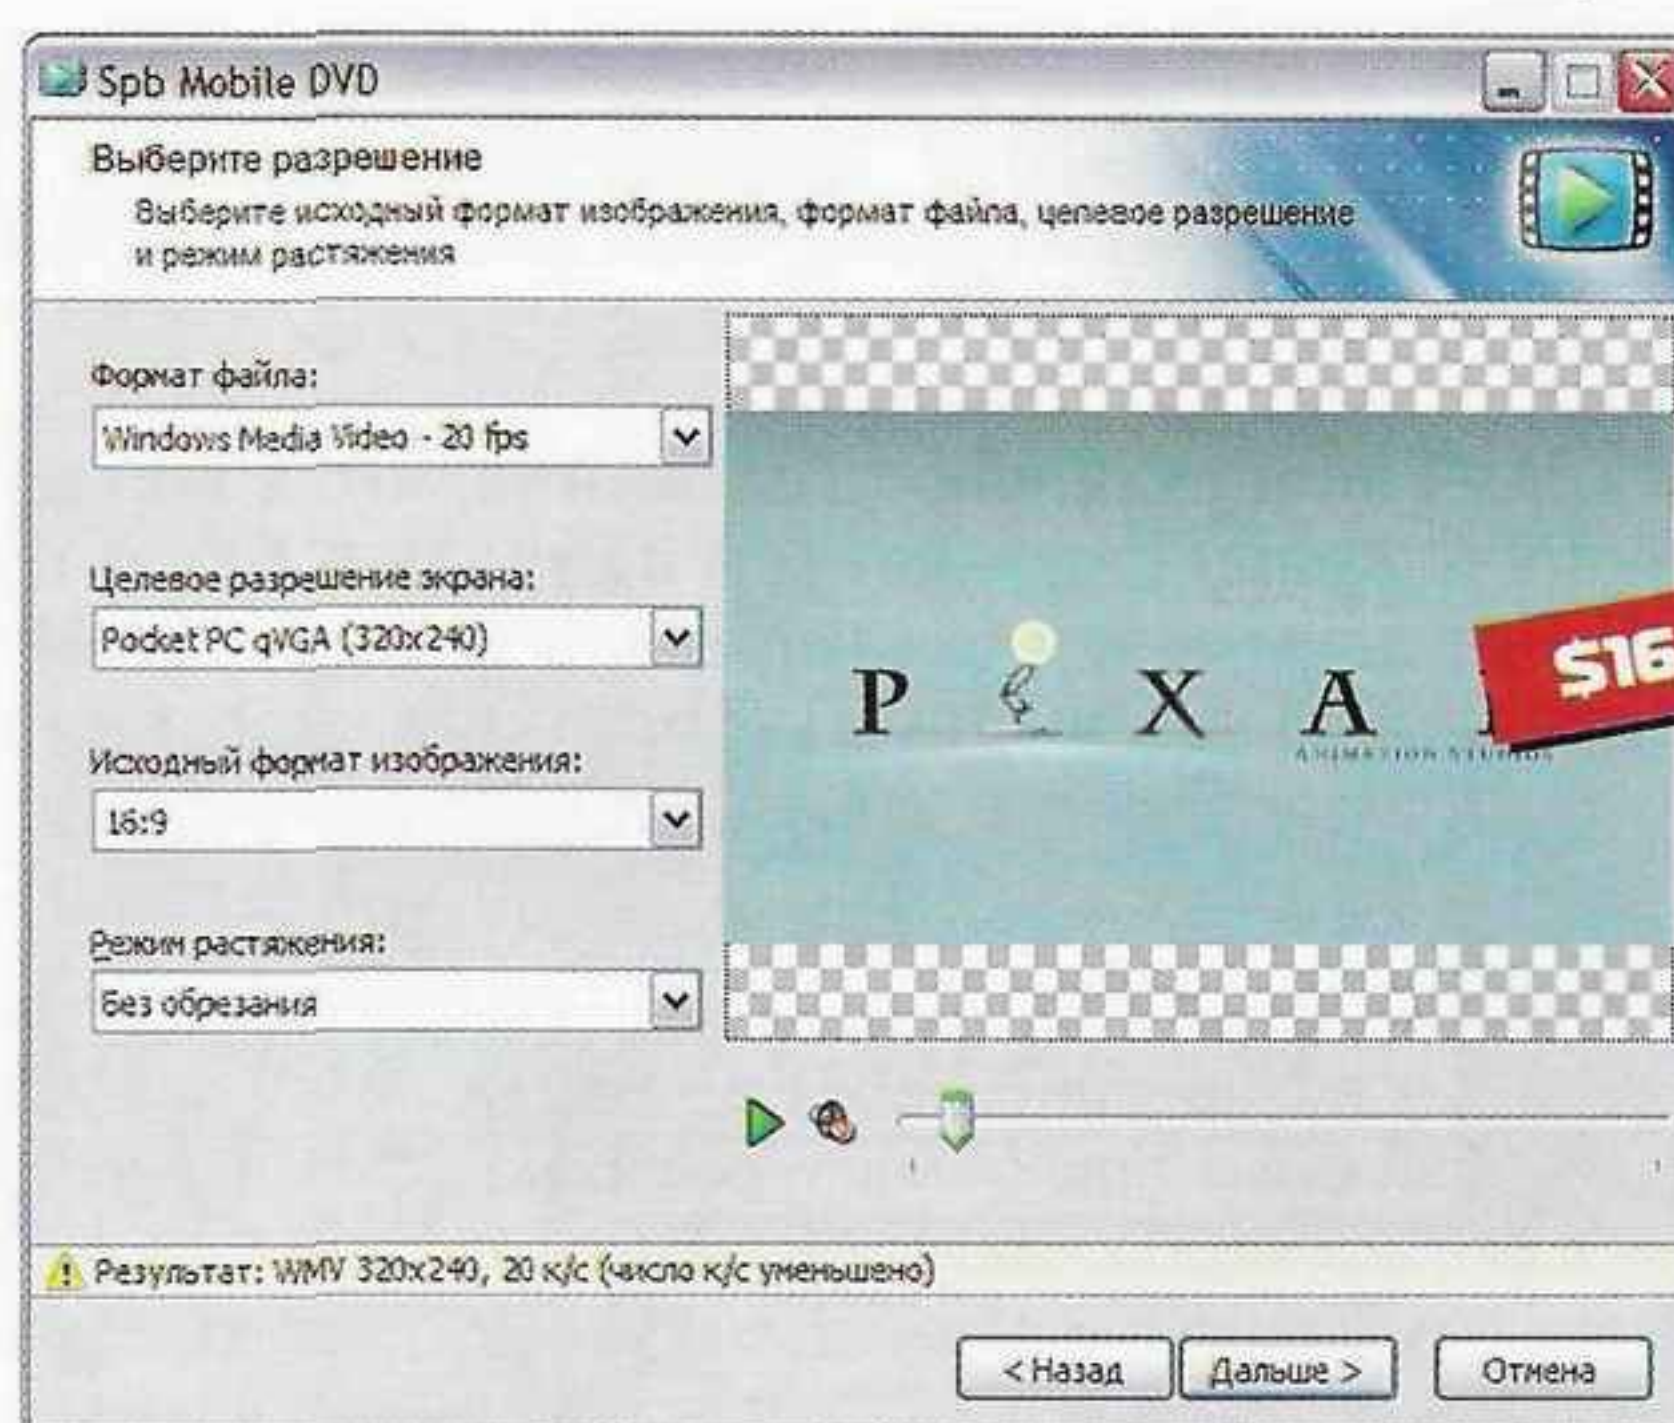 Spb Mobile DVD
Выберите разрешение
Выберите исходный формат изображения, формат файла, целевое разрешение
и режим растяжения
Формат файла:
Windows Media Video - 20 fps
Целевое разрешение экрана:
Pocket PC qVGA (320x240)
Исходный формат изображения:
16:9
Режим растяжения:
Без обрезания
P X A
ANIMATION STUDIOS
$16
Результат: WMV 320x240, 20 к/с (число к/с уменьшено)
< Назад
Дальше >
Отмена